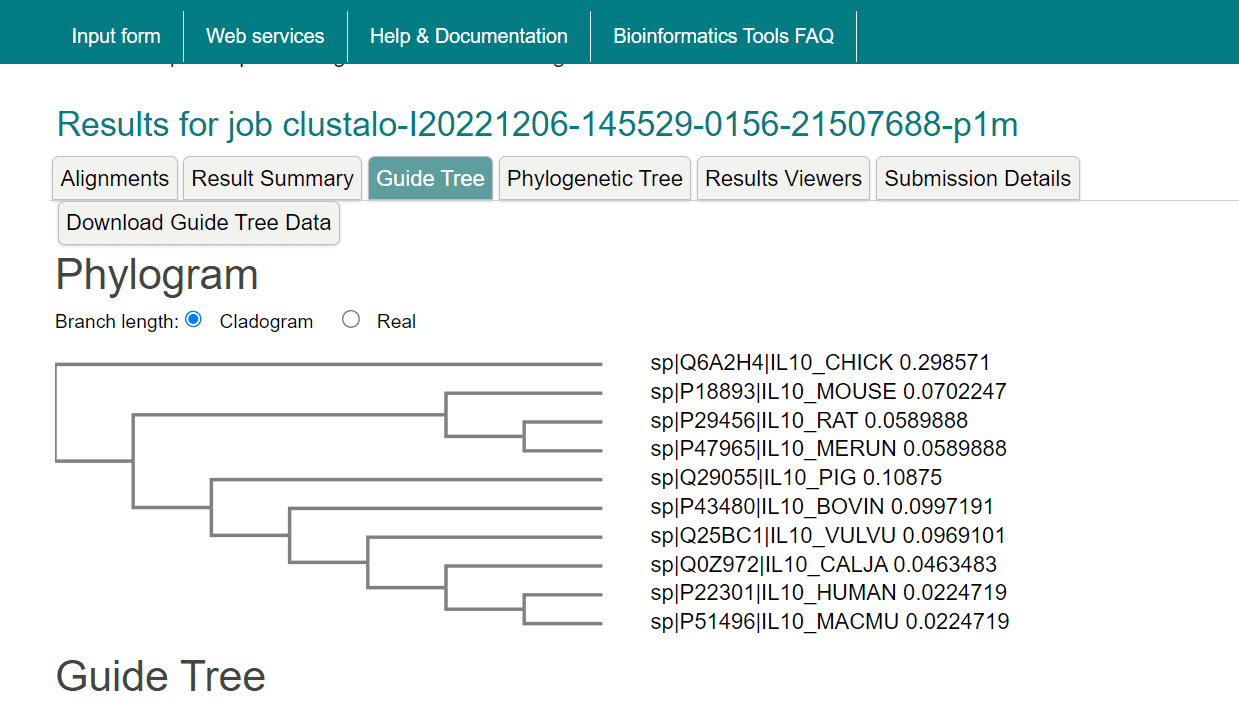 Input form
Web services
Help & Documentation
Bioinformatics Tools FAQ
Results for job clustalo-I20221206-145529-0156-21507688-p1m
Alignments
Result Summary
Guide Tree
Phylogenetic Tree
Results Viewers
Submission Details
Download Guide Tree Data
Phylogram
Branch length: Cladogram Real
sp|Q6A2H4|IL10_CHICK 0.298571
sp|P18893|IL10_MOUSE 0.0702247
sp|P29456|IL10_RAT 0.0589888
sp|P47965|IL10_MERUN 0.0589888
sp|Q29055|IL10_PIG 0.10875
sp|P43480|IL10_BOVIN 0.0997191
sp|Q25BC1|IL10_VULVU 0.0969101
sp|Q0Z972|IL10_CALJA 0.0463483
sp|P22301|IL10_HUMAN 0.0224719
sp|P51496|IL10_MACMU 0.0224719
Guide Tree